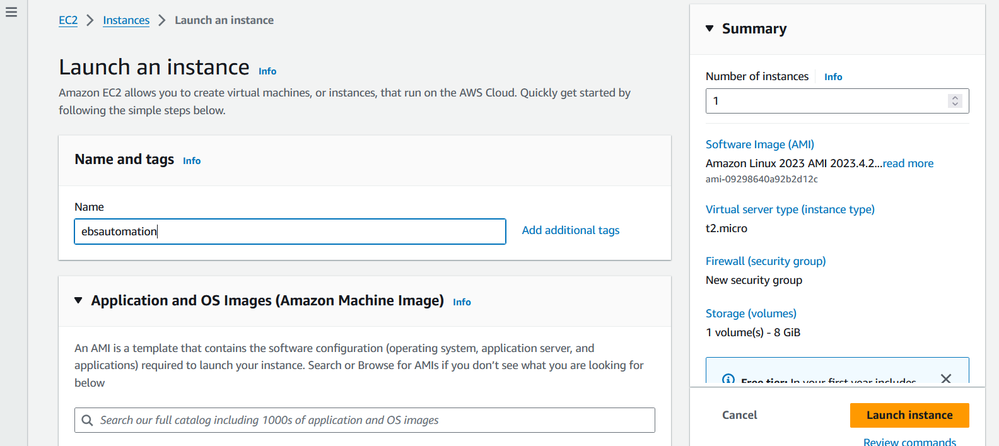 EC2 > Instances > Launch an instance
Launch an instance Info
Amazon EC2 allows you to create virtual machines, or instances, that run on the AWS Cloud. Quickly get started by
following the simple steps below.
Name and tags Info
Name
ebsautomation
Add additional tags
Application and OS Images (Amazon Machine Image) Info
An AMI is a template that contains the software configuration (operating system, application server, and
applications) required to launch your instance. Search or Browse for AMIs if you don’t see what you are looking for
below
Search our full catalog including 1000s of application and OS images
Summary
Number of instances Info
1
Software Image (AMI)
Amazon Linux 2023 AMI 2023.4.2...read more
ami-09298640a92b2d12c
Virtual server type (instance type)
t2.micro
Firewall (security group)
New security group
Storage (volumes)
1 volume(s) - 8 GiB
Free tier: In your first year includes
Cancel
Launch instance
Review commands